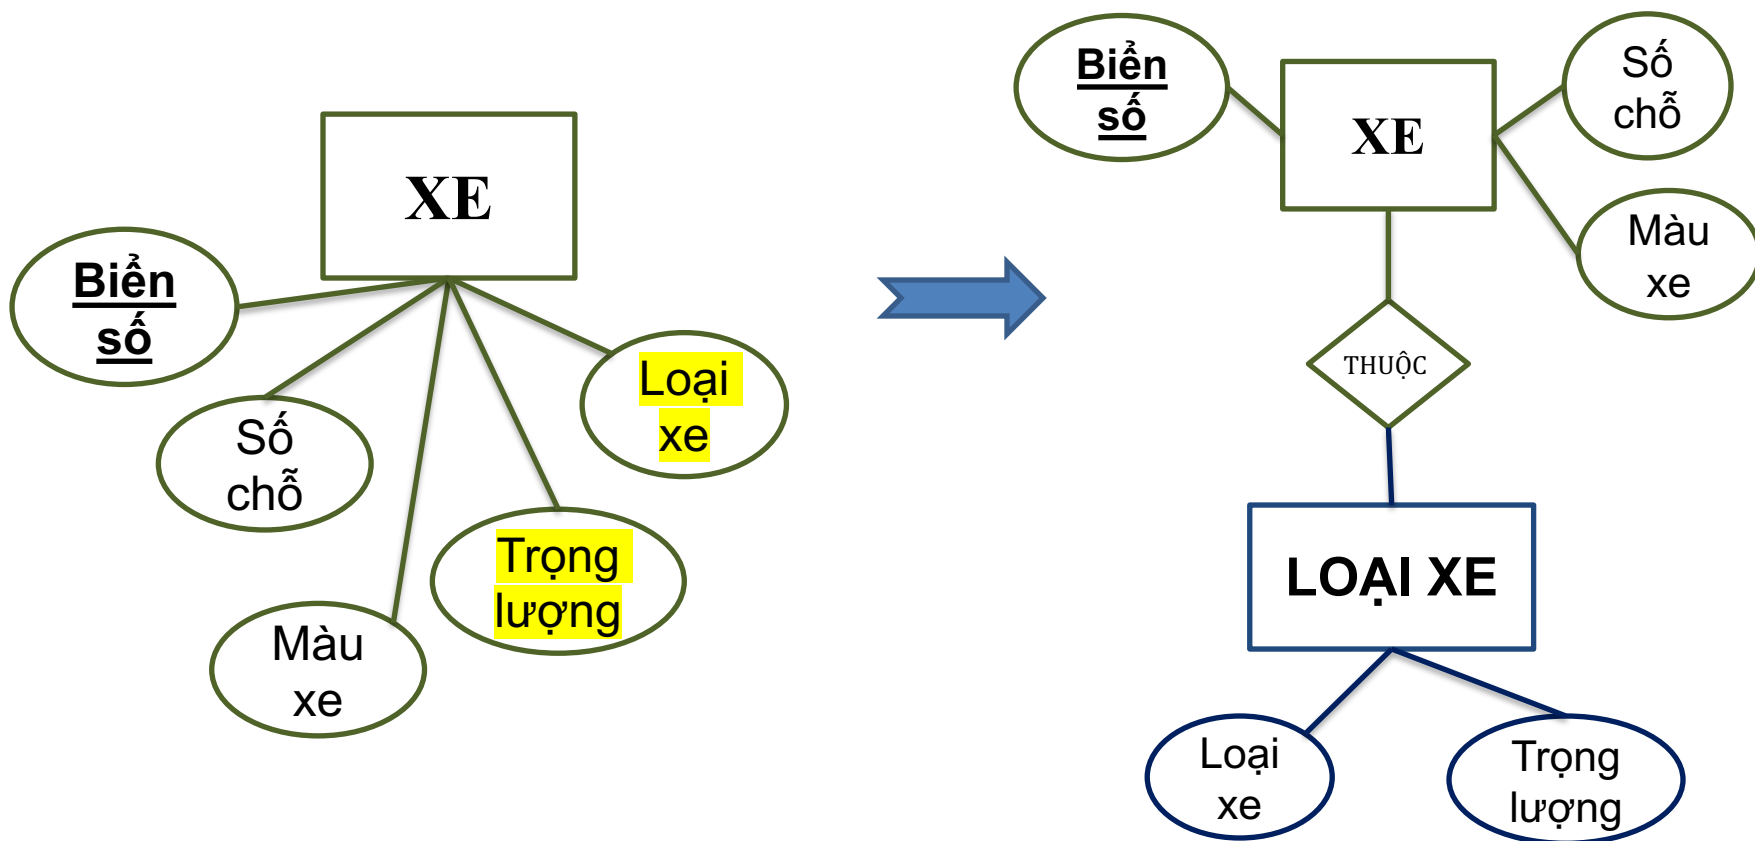 XE
Biển
số
Số
chỗ
Màu
xe
Trọng
lượng
Loại
xe
Biển
số
XE
Số
chỗ
Màu
xe
THUỘC
LOẠI XE
Loại
xe
Trọng
lượng